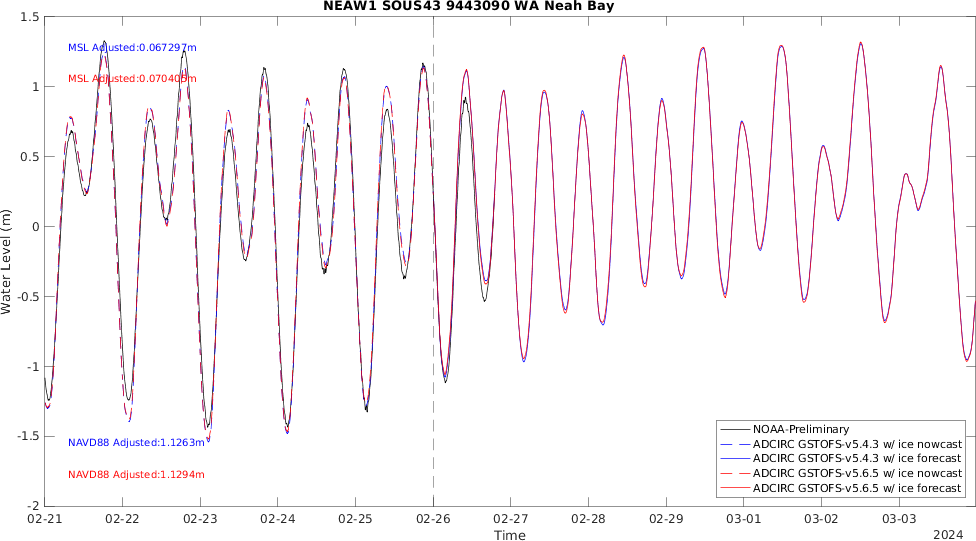 NEAW1 SOUS43 9443090 WA Neah Bay
1.5
1
0.5
0
-0.5
-1
-1.5
-2
Water Level (m)
MSL Adjusted:0.067297m
MSL Adjusted:0.070405m
NAVD88 Adjusted:1.1263m
NAVD88 Adjusted:1.1294m
NOAA-Preliminary
ADCIRC GSTOFS-v5.4.3 w/ ice nowcast
ADCIRC GSTOFS-v5.4.3 w/ ice forecast
ADCIRC GSTOFS-v5.6.5 w/ ice nowcast
ADCIRC GSTOFS-v5.6.5 w/ ice forecast
02-21 02-22 02-23 02-24 02-25 02-26 02-27 02-28 02-29 03-01 03-02 03-03
Time
2024